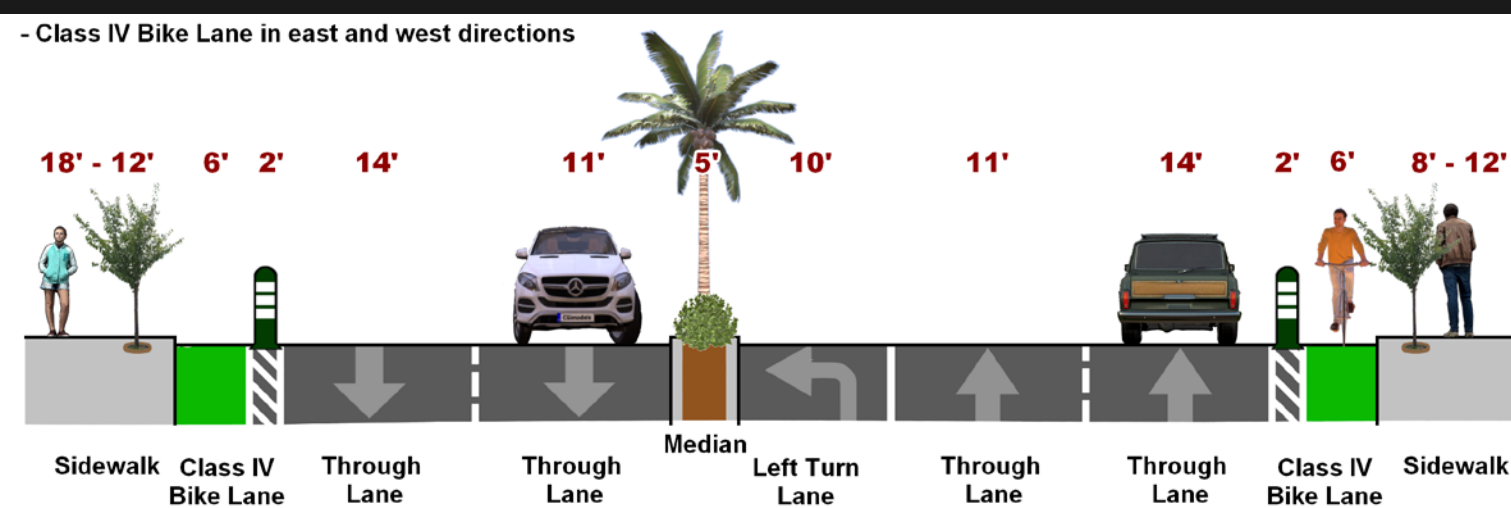 - Class IV Bike Lane in east and west directions
18' - 12' 6' 2' 14' 11' 5' 10' 11' 14' 2' 6' 8' - 12'
Sidewalk
Class IV
Bike Lane
Through
Lane
Through
Lane
Median
Left Turn
Lane
Through
Lane
Through
Lane
Class IV
Bike Lane
Sidewalk